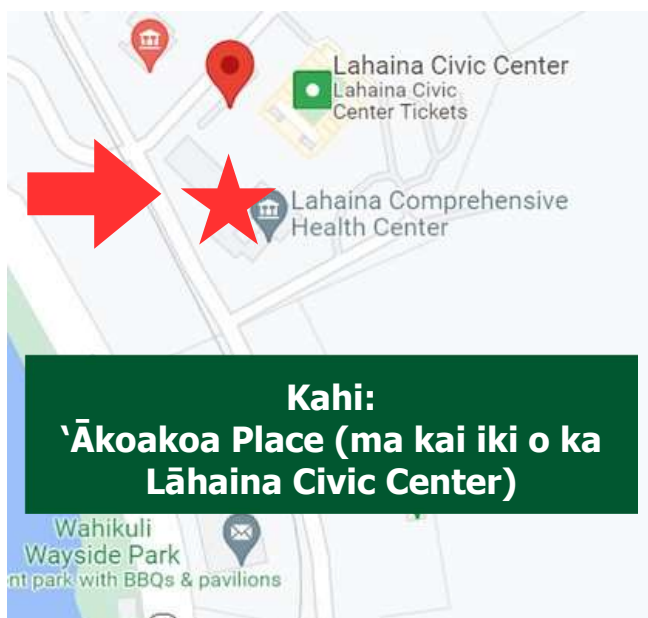 Lahaina Civic Center
Lahaina Civic
Center Tickets
Lahaina Comprehensive
Health Center
Kahi:
‘Ākoakoa Place (ma kai iki o ka
Lāhaina Civic Center)
Wahikuli
Wayside Park
nt park with BBQs & pavilions